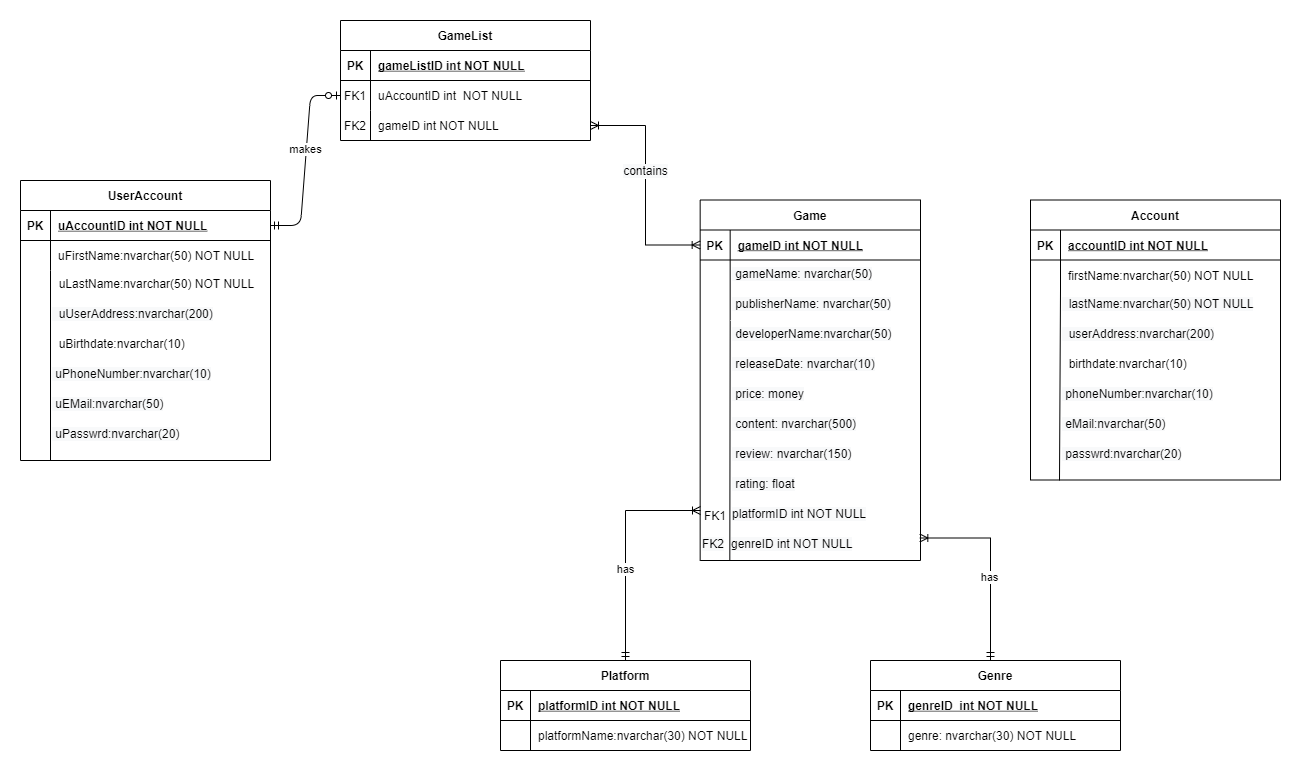 GameList
PK gameListID int NOT NULL
FK1 uAccountID int  NOT NULL
FK2 gameID int NOT NULL
makes
contains
UserAccount
PK uAccountID int NOT NULL
uFirstName:nvarchar(50) NOT NULL
uLastName:nvarchar(50) NOT NULL
uUserAddress:nvarchar(200)
uBirthdate:nvarchar(10)
uPhoneNumber:nvarchar(10)
uEMail:nvarchar(50)
uPasswrd:nvarchar(20)
Game
PK gameID int NOT NULL
gameName: nvarchar(50)
publisherName: nvarchar(50)
developerName:nvarchar(50)
releaseDate: nvarchar(10)
price: money
content: nvarchar(500)
review: nvarchar(150)
rating: float
FK1 platformID int NOT NULL
FK2 genreID int NOT NULL
Account
PK accountID int NOT NULL
firstName:nvarchar(50) NOT NULL
lastName:nvarchar(50) NOT NULL
userAddress:nvarchar(200)
birthdate:nvarchar(10)
phoneNumber:nvarchar(10)
eMail:nvarchar(50)
passwrd:nvarchar(20)
has
has
Platform
PK platformID int NOT NULL
platformName:nvarchar(30) NOT NULL
Genre
PK genreID  int NOT NULL
genre: nvarchar(30) NOT NULL